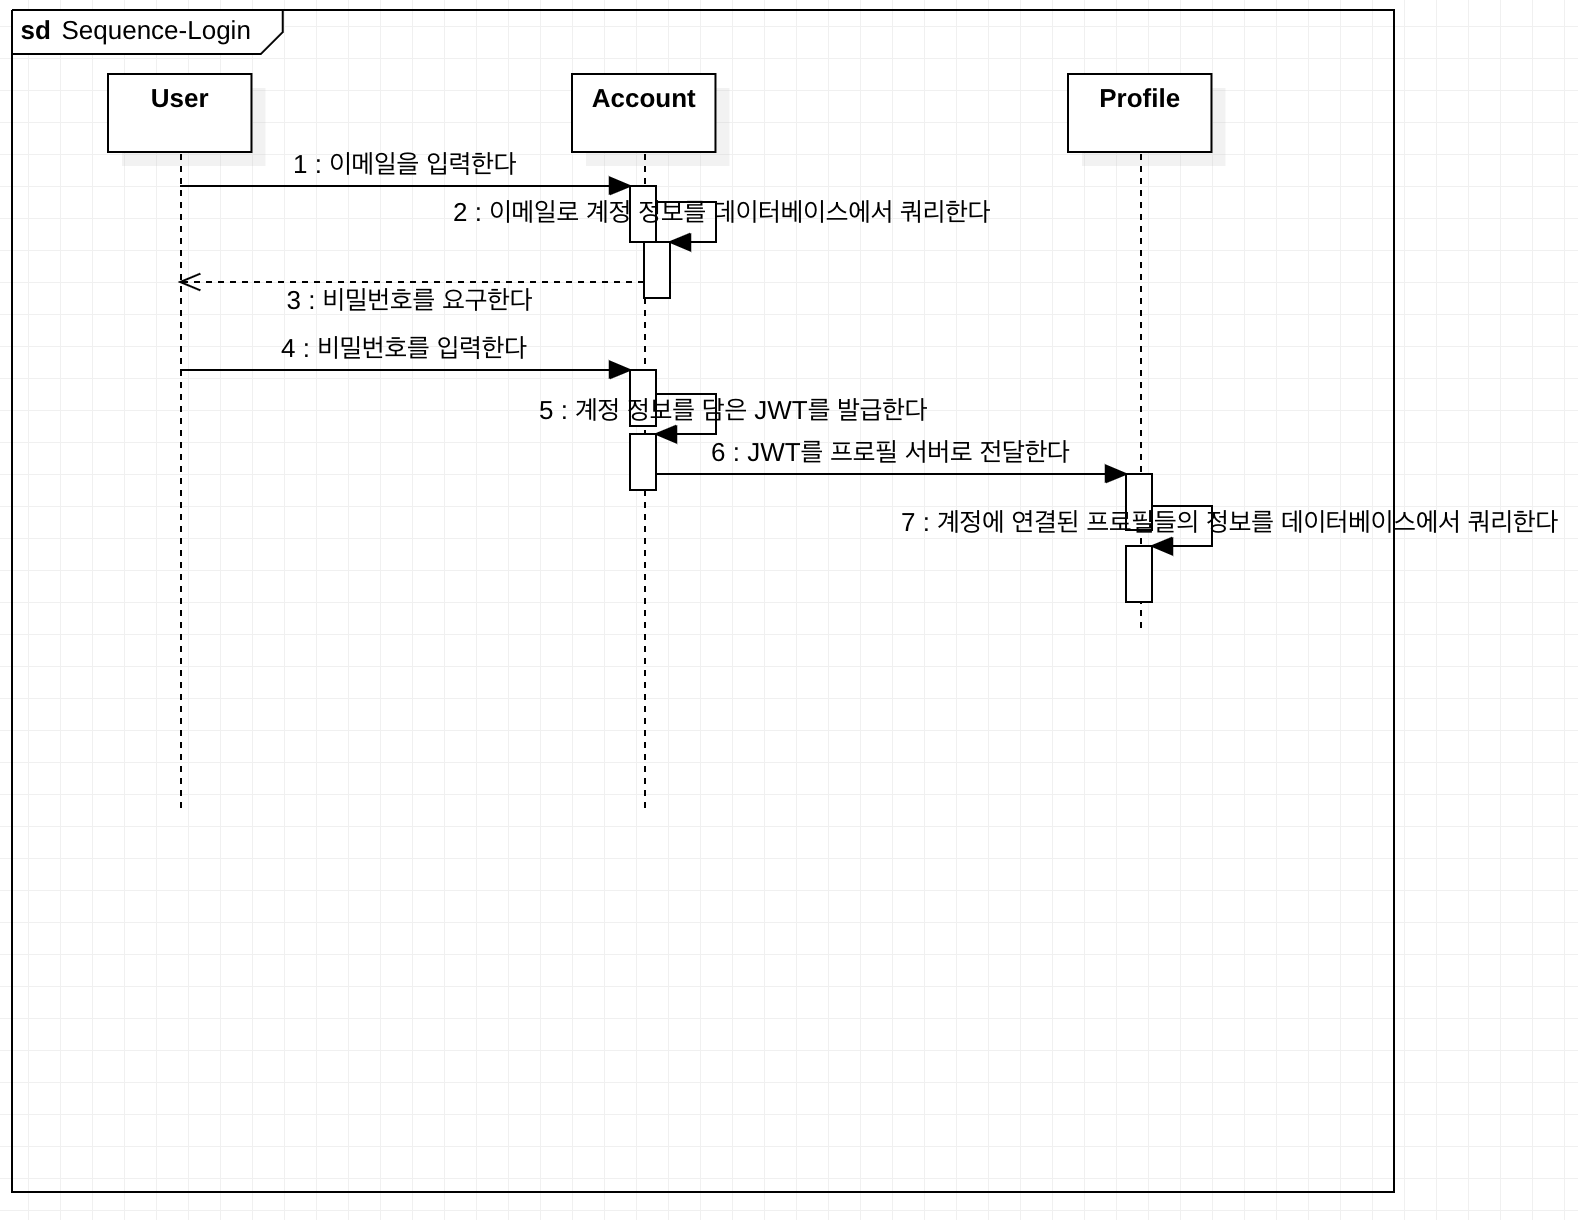 sd Sequence-Login
User
Account
Profile
1 : 이메일을 입력한다
2 : 이메일로 계정 정보를 데이터베이스에서 쿼리한다
3 : 비밀번호를 요구한다
4 : 비밀번호를 입력한다
5 : 계정 정보를 담은 JWT를 발급한다
6 : JWT를 프로필 서버로 전달한다
7 : 계정에 연결된 프로필들의 정보를 데이터베이스에서 쿼리한다